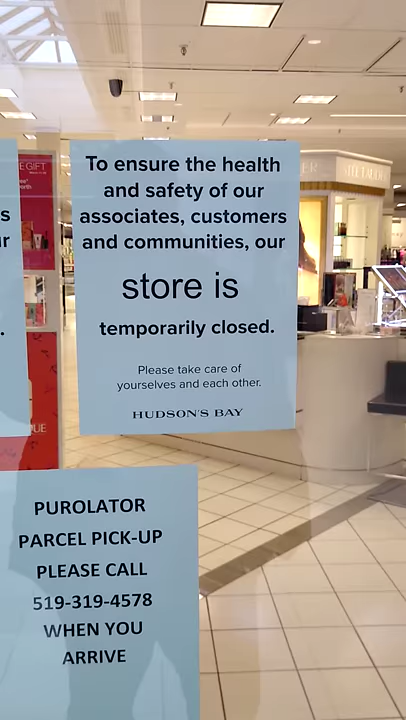 To ensure the health
and safety of our
associates, customers
and communities, our
store is
temporarily closed.
Please take care of
yourselves and each other.
HUDSON'S BAY
PUROLATOR
PARCEL PICK-UP
PLEASE CALL
519-319-4578
WHEN YOU
ARRIVE
E GIFT